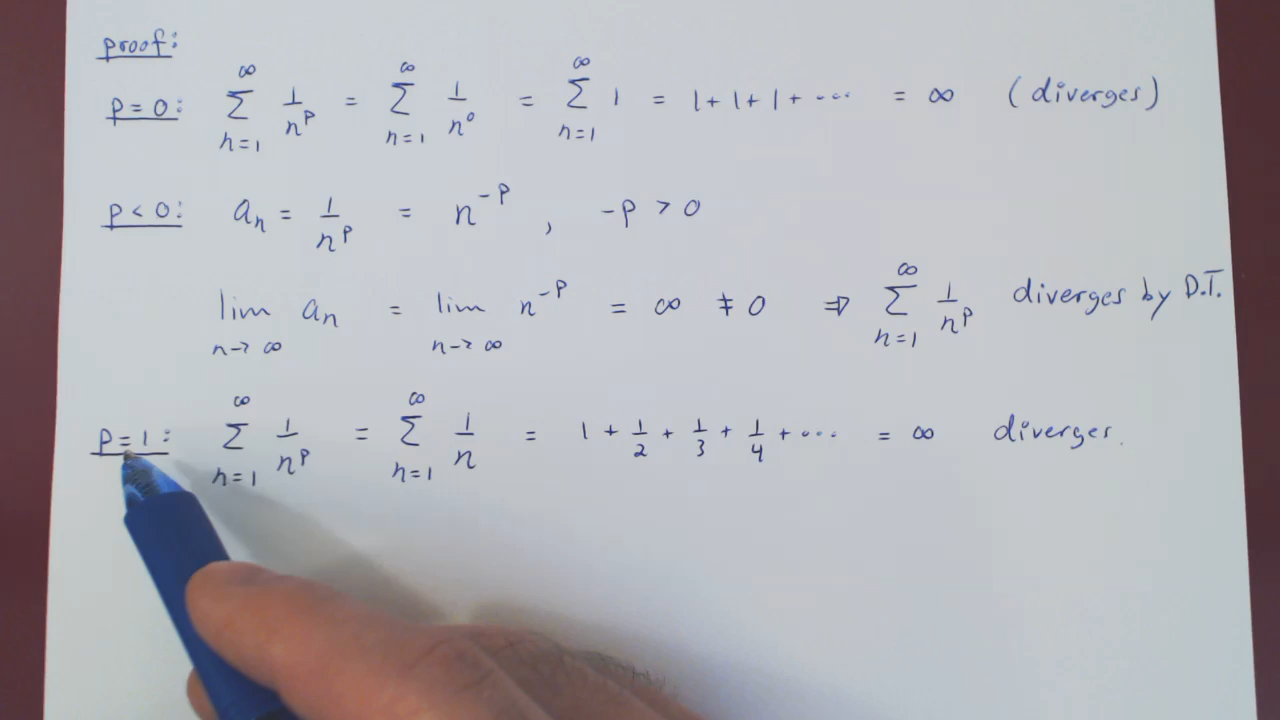 proof:
p = 0: ∑_{n=1}^{∞} 1/n^p = ∑_{n=1}^{∞} 1/n^0 = ∑_{n=1}^{∞} 1 = 1 + 1 + 1 + ··· = ∞ (diverges)
p < 0: a_n = 1/n^p = n^{-p}, -p > 0
lim_{n→∞} a_n = lim_{n→∞} n^{-p} = ∞ ≠ 0 ⇒ ∑_{n=1}^{∞} 1/n^p diverges by D.T.
p = 1: ∑_{n=1}^{∞} 1/n^p = ∑_{n=1}^{∞} 1/n = 1 + 1/2 + 1/3 + 1/4 + ··· = ∞ diverges.